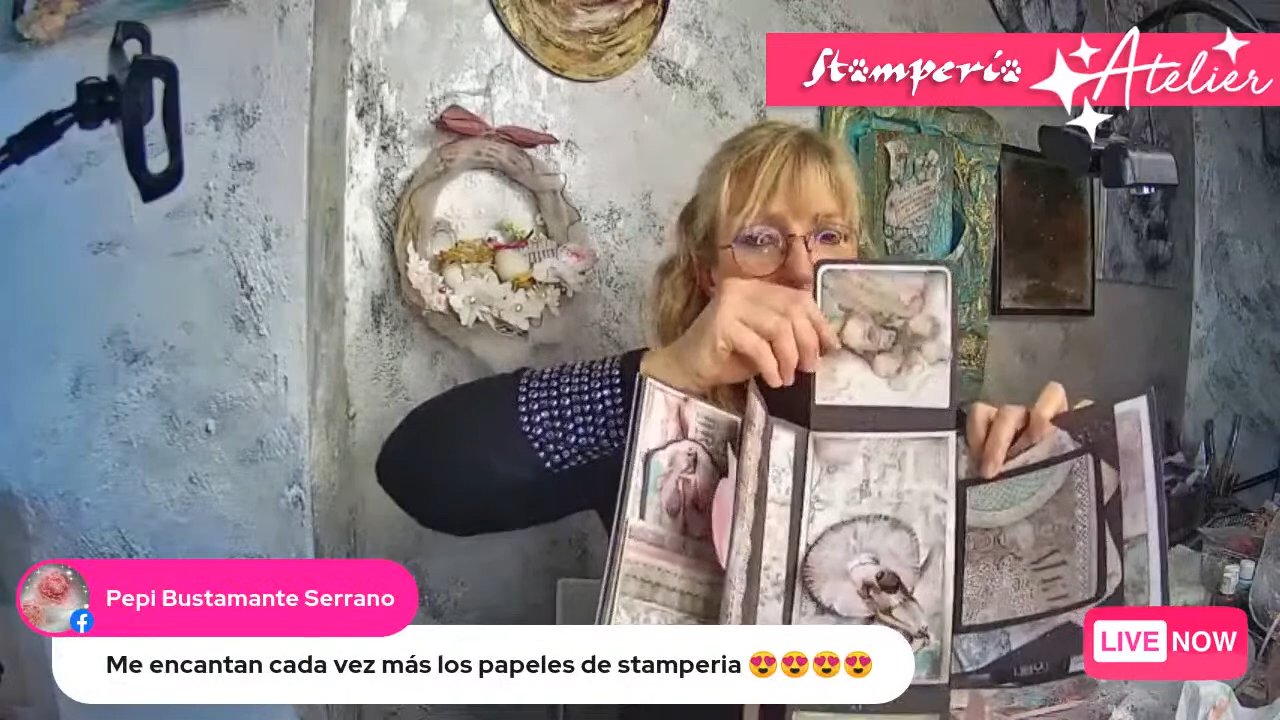 Stamperia
Atelier
Pepi Bustamante Serrano
Me encantan cada vez más los papeles de stamperia 😍😍😍😍
LIVE NOW